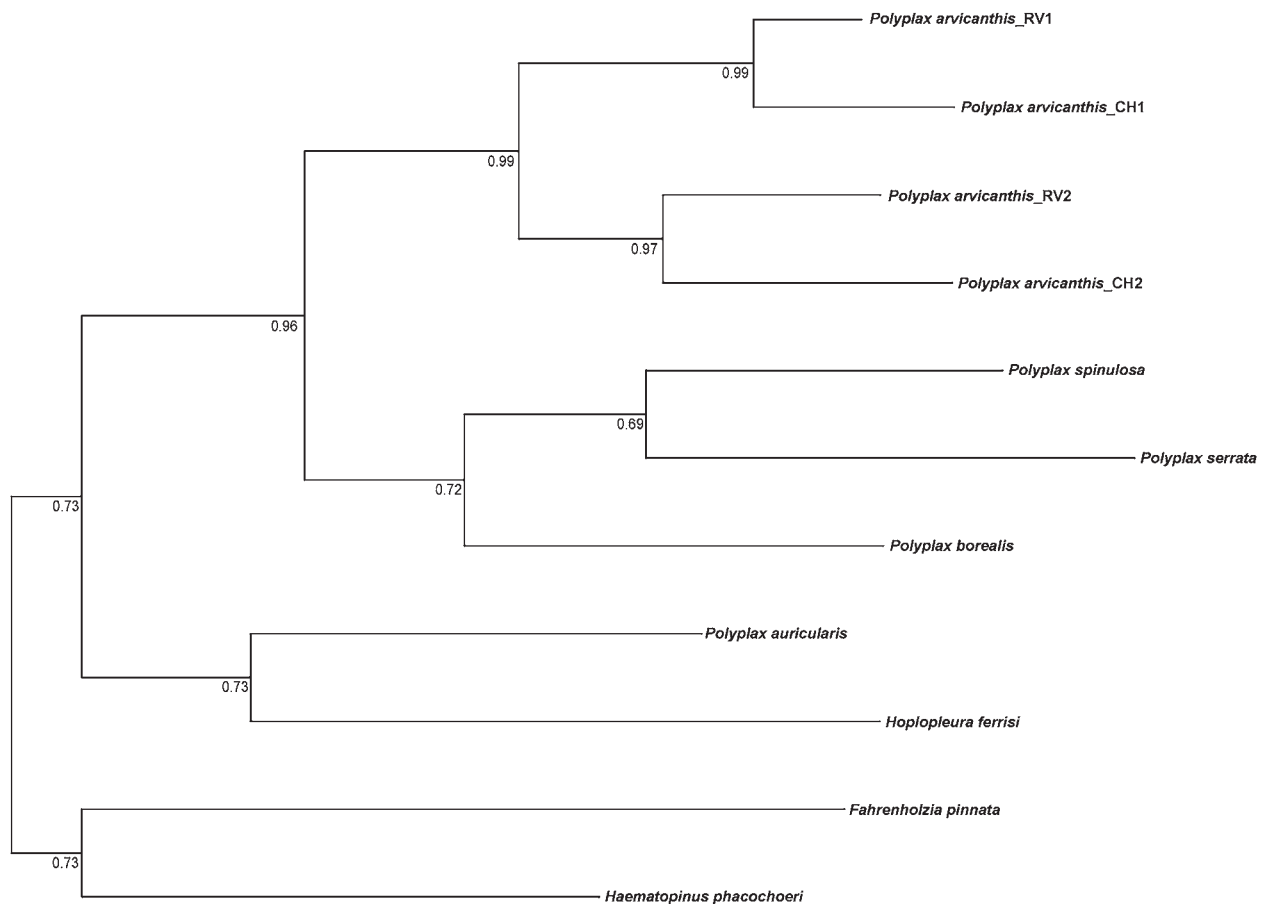 Polyplax arvicanthis_RV1
0.99
Polyplax arvicanthis_CH1
0.99
Polyplax arvicanthis_RV2
0.97
Polyplax arvicanthis_CH2
0.96
Polyplax spinulosa
0.69
Polyplax serrata
0.72
0.73
Polyplax borealis
Polyplax auricularis
0.73
Hoplopleura ferrisi
Fahrenholzia pinnata
0.73
Haematopinus phacochoeri